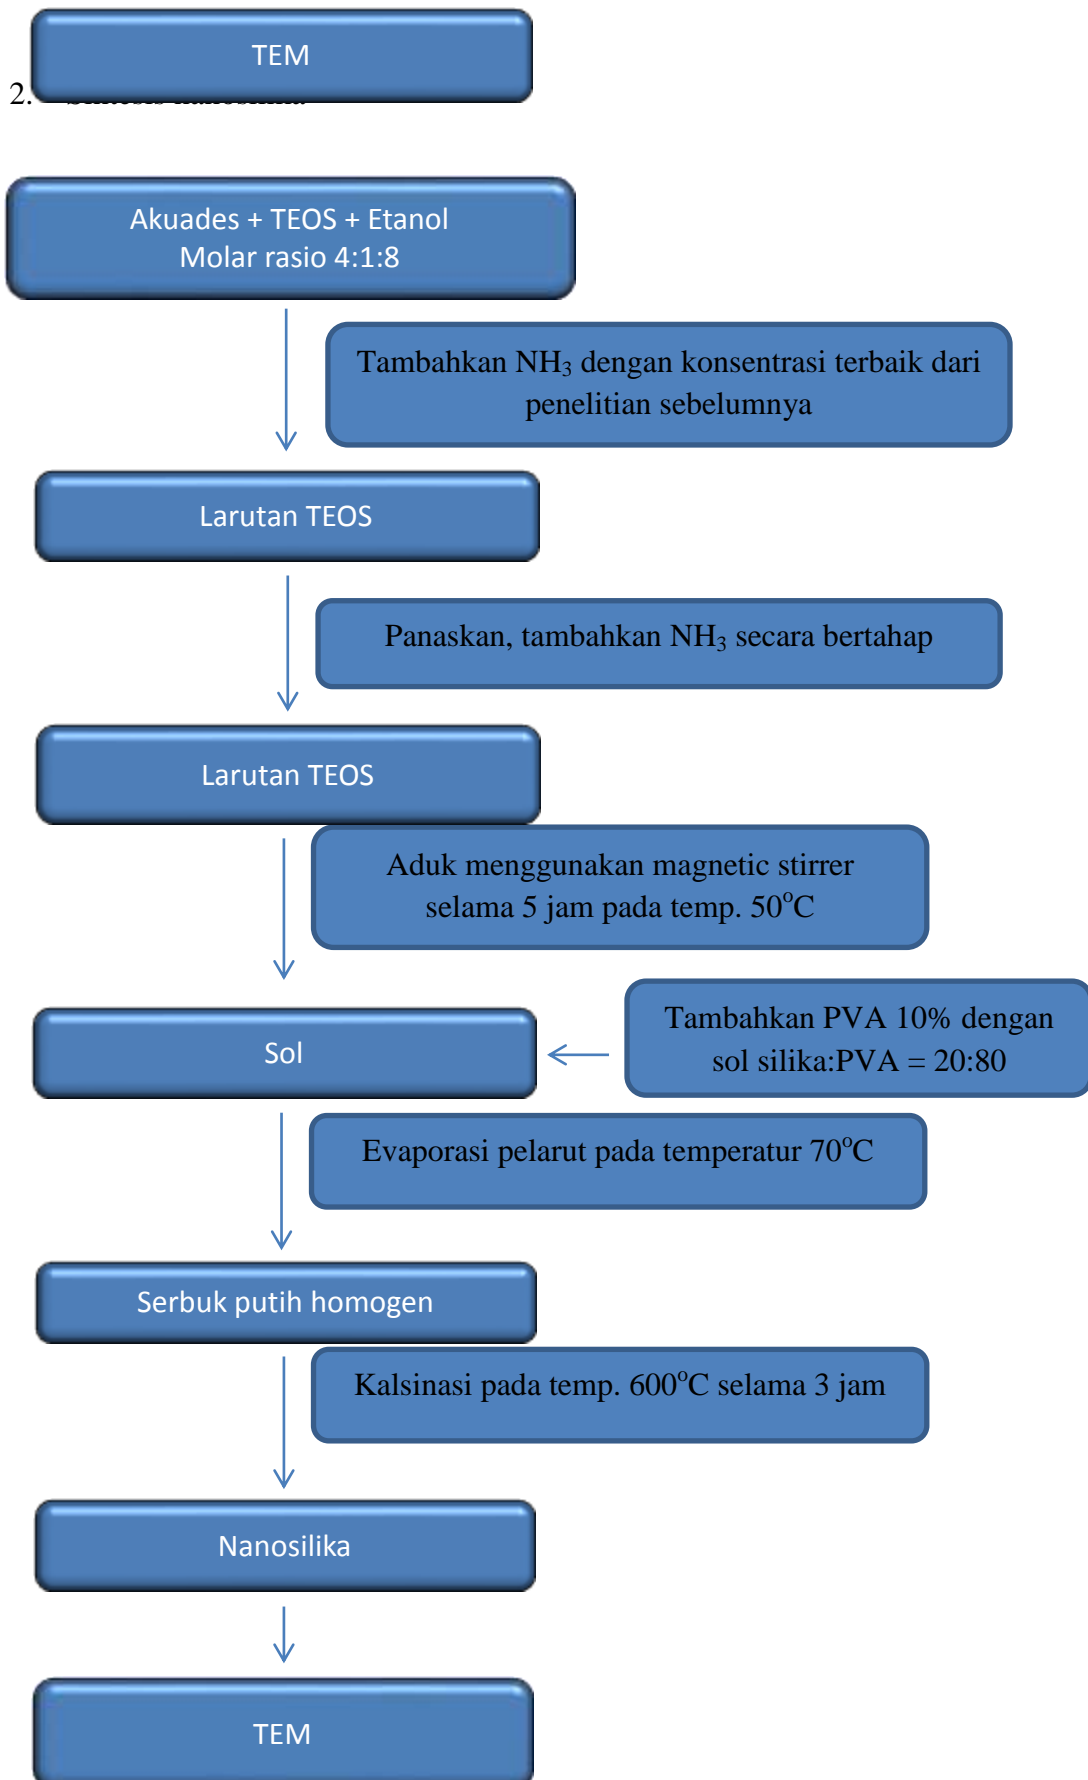 TEM
2.
Akuades + TEOS + Etanol
Molar rasio 4:1:8
Tambahkan NH₃ dengan konsentrasi terbaik dari
penelitian sebelumnya
Larutan TEOS
Panaskan, tambahkan NH₃ secara bertahap
Larutan TEOS
Aduk menggunakan magnetic stirrer
selama 5 jam pada temp. 50°C
Tambahkan PVA 10% dengan
sol silika:PVA = 20:80
Sol
Evaporasi pelarut pada temperatur 70°C
Serbuk putih homogen
Kalsinasi pada temp. 600°C selama 3 jam
Nanosilika
TEM